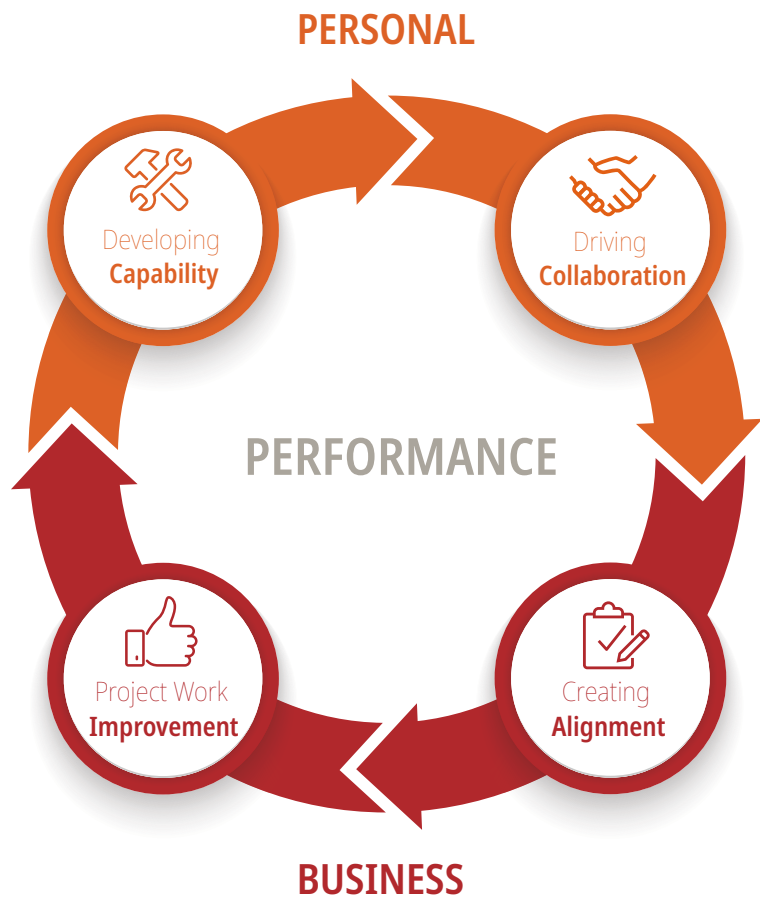 PERSONAL
Developing
Capability
Driving
Collaboration
PERFORMANCE
Project Work
Improvement
Creating
Alignment
BUSINESS